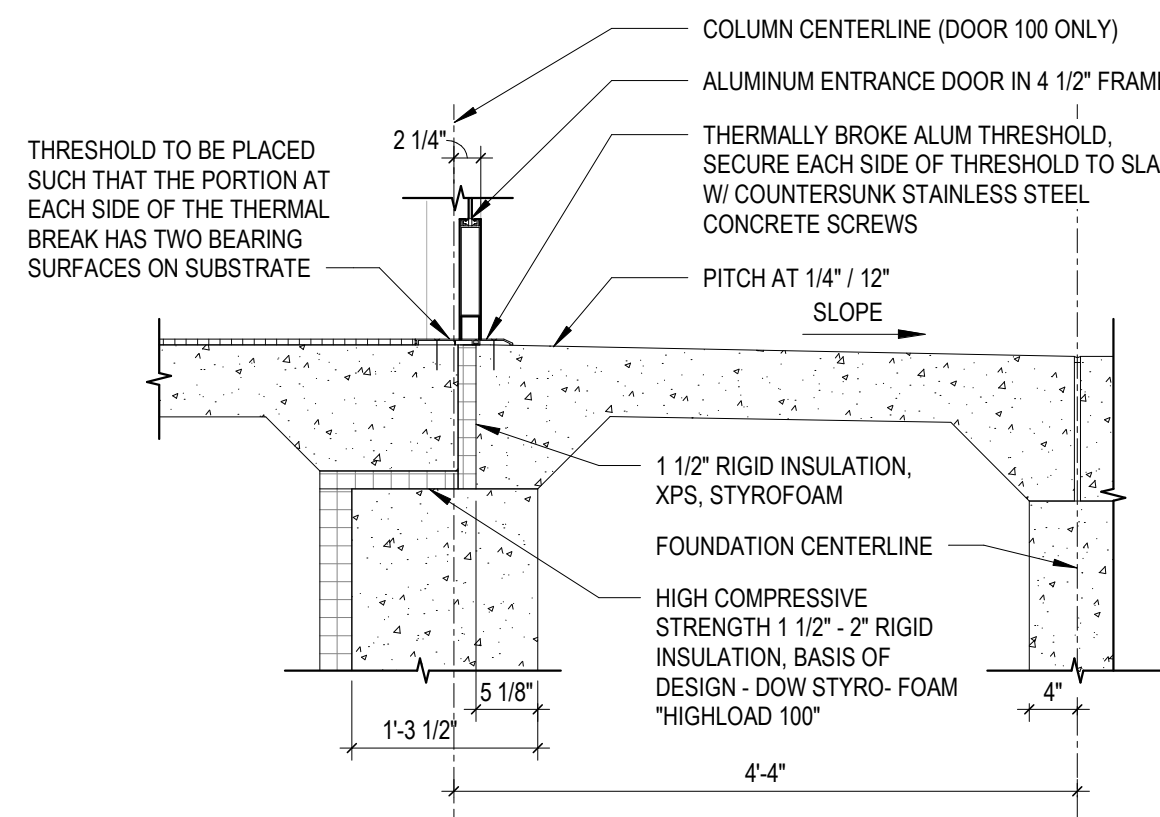 COLUMN CENTERLINE (DOOR 100 ONLY)
ALUMINUM ENTRANCE DOOR IN 4 1/2" FRAM
THERMALLY BROKE ALUM THRESHOLD,
SECURE EACH SIDE OF THRESHOLD TO SLA
W/ COUNTERSUNK STAINLESS STEEL
CONCRETE SCREWS
2 1/4"
THRESHOLD TO BE PLACED
SUCH THAT THE PORTION AT
EACH SIDE OF THE THERMAL
BREAK HAS TWO BEARING
SURFACES ON SUBSTRATE
PITCH AT 1/4" / 12"
SLOPE
1 1/2" RIGID INSULATION,
XPS, STYROFOAM
FOUNDATION CENTERLINE
HIGH COMPRESSIVE
STRENGTH 1 1/2" - 2" RIGID
INSULATION, BASIS OF
DESIGN - DOW STYRO- FOAM
"HIGHLOAD 100"
5 1/8"
4"
1'-3 1/2"
4'-4"